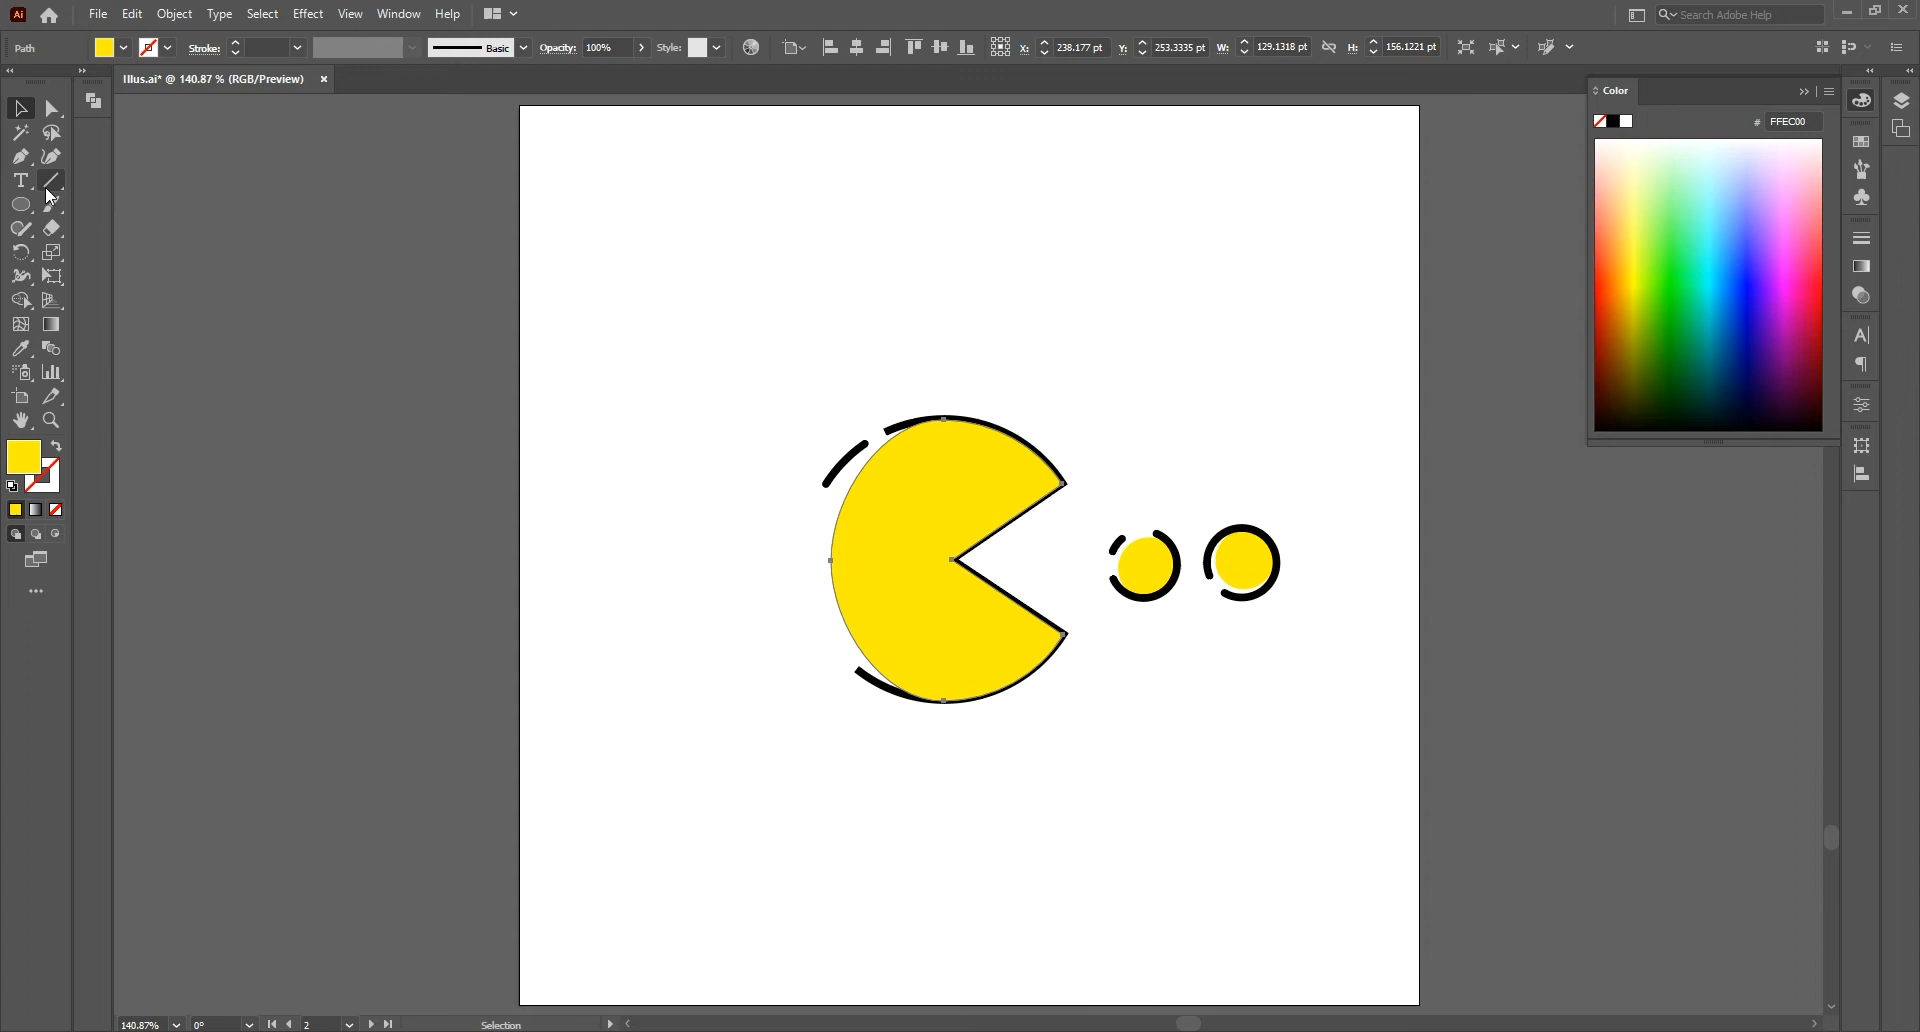 Ai File Edit Object Type Select Effect View Window Help Search Adobe Help
Path Stroke: Basic Opacity: 100% Style: X: 238.177 pt Y: 253.3335 pt W: 129.1318 pt H: 156.1221 pt
Illus.ai* @ 140.87 % (RGB/Preview) ×
Color
# FFEC00
140.87% 0° 2 Selection